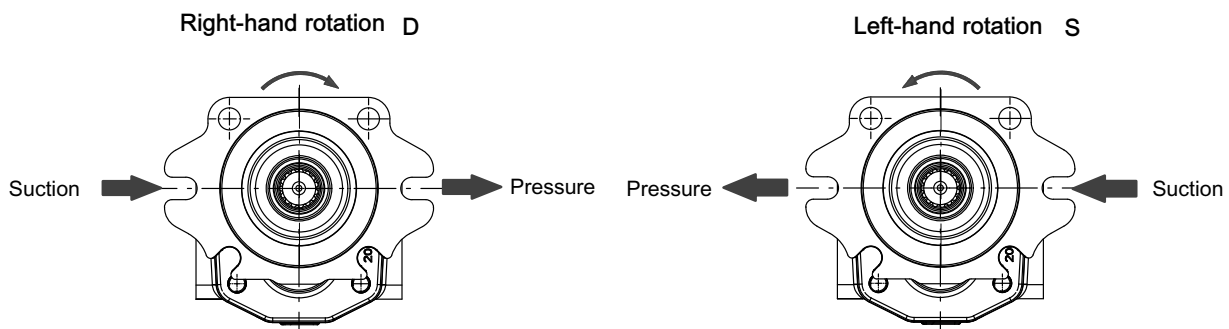 Right-hand rotation D
Left-hand rotation S
Suction
Pressure
Pressure
Suction
20
20